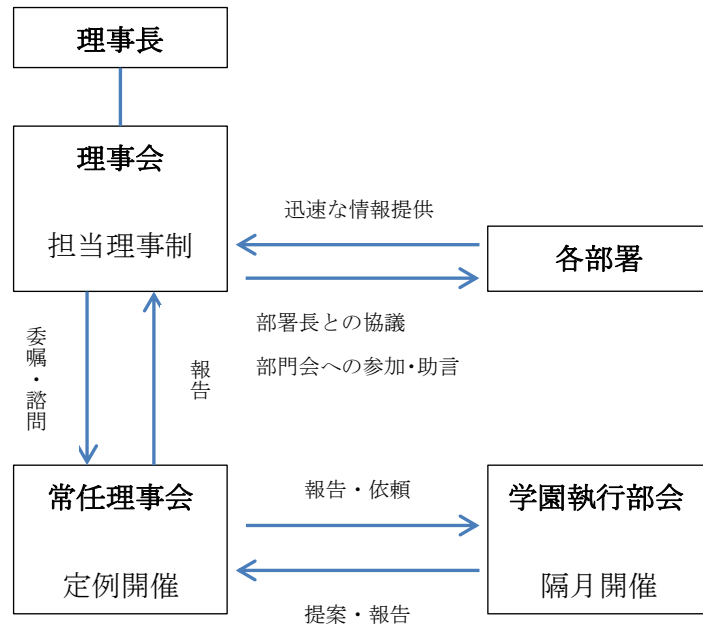 理事長
理事会
担当理事制
迅速な情報提供
各部署
部署長との協議
部門会への参加・助言
委嘱・諮問
報告
常任理事会
定例開催
報告・依頼
学園執行部会
隔月開催
提案・報告